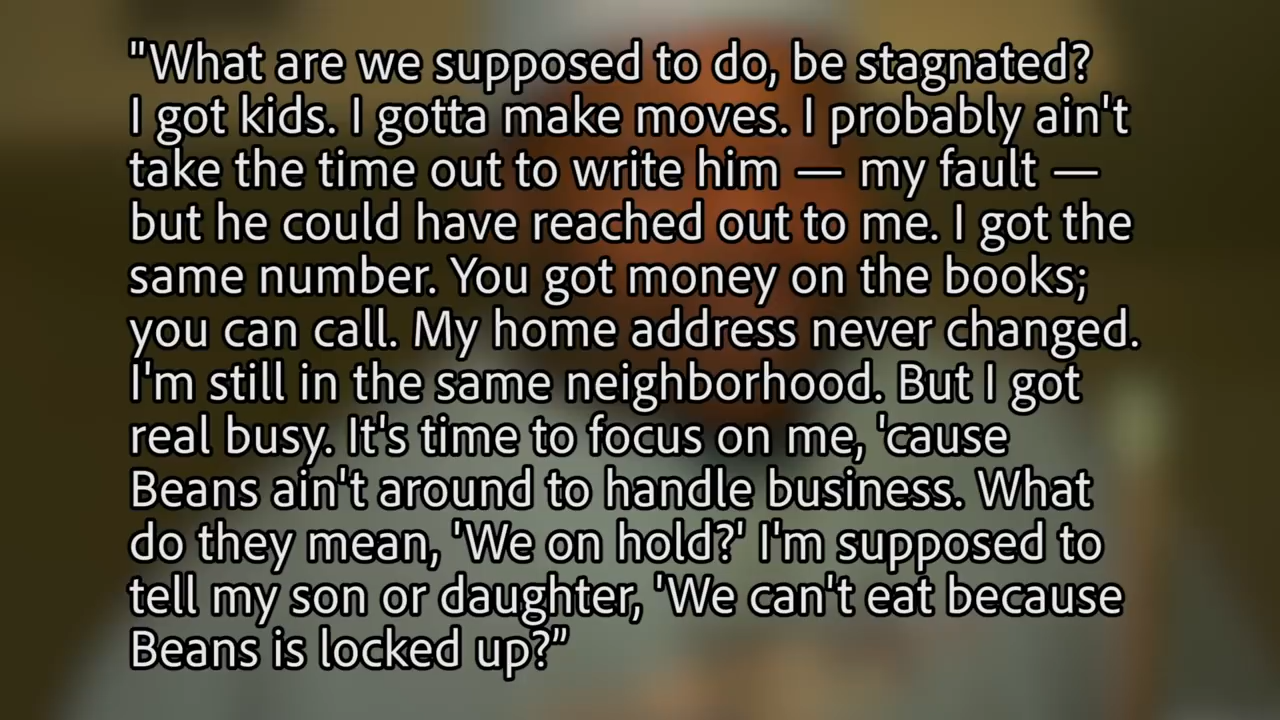 "What are we supposed to do, be stagnated?
I got kids. I gotta make moves. I probably ain't
take the time out to write him — my fault —
but he could have reached out to me. I got the
same number. You got money on the books;
you can call. My home address never changed.
I'm still in the same neighborhood. But I got
real busy. It's time to focus on me, 'cause
Beans ain't around to handle business. What
do they mean, 'We on hold?' I'm supposed to
tell my son or daughter, 'We can't eat because
Beans is locked up?”